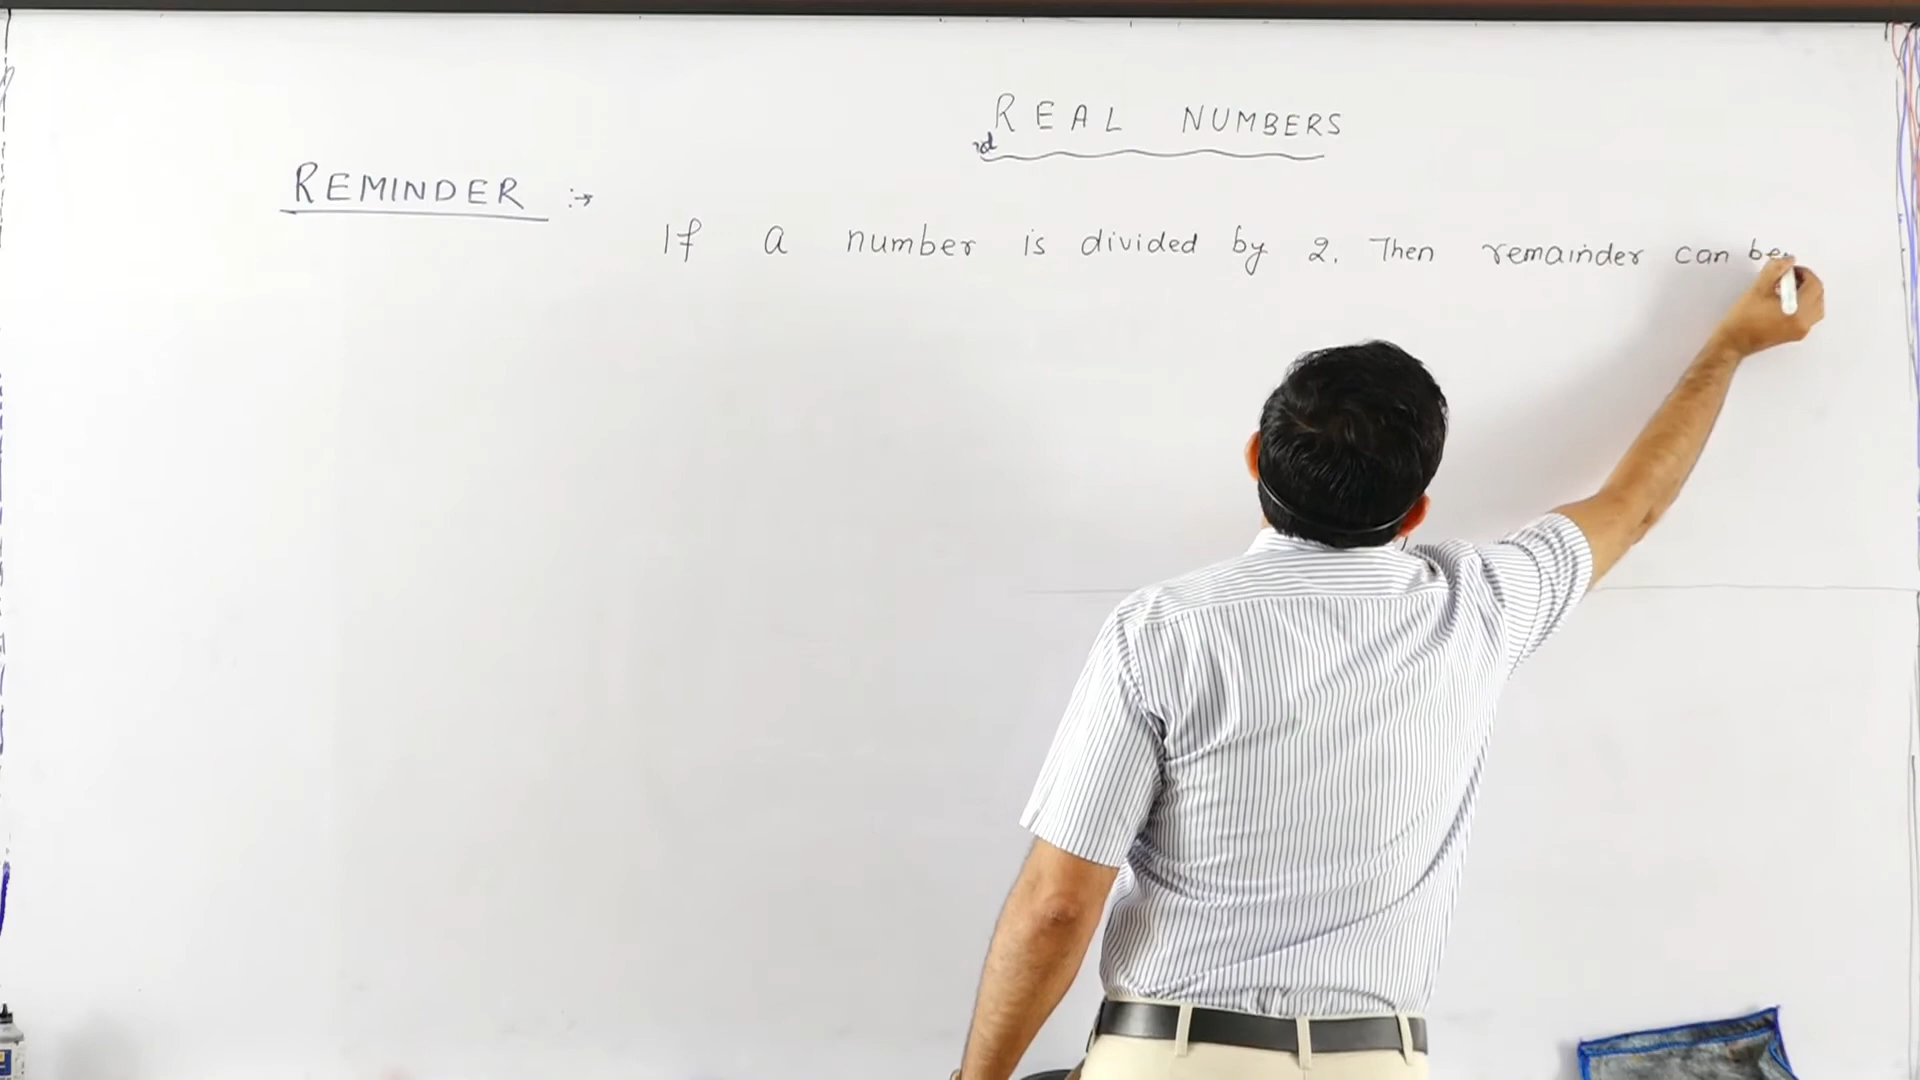 REAL NUMBERS
REMINDER :→
If a number is divided by 2. Then remainder can be